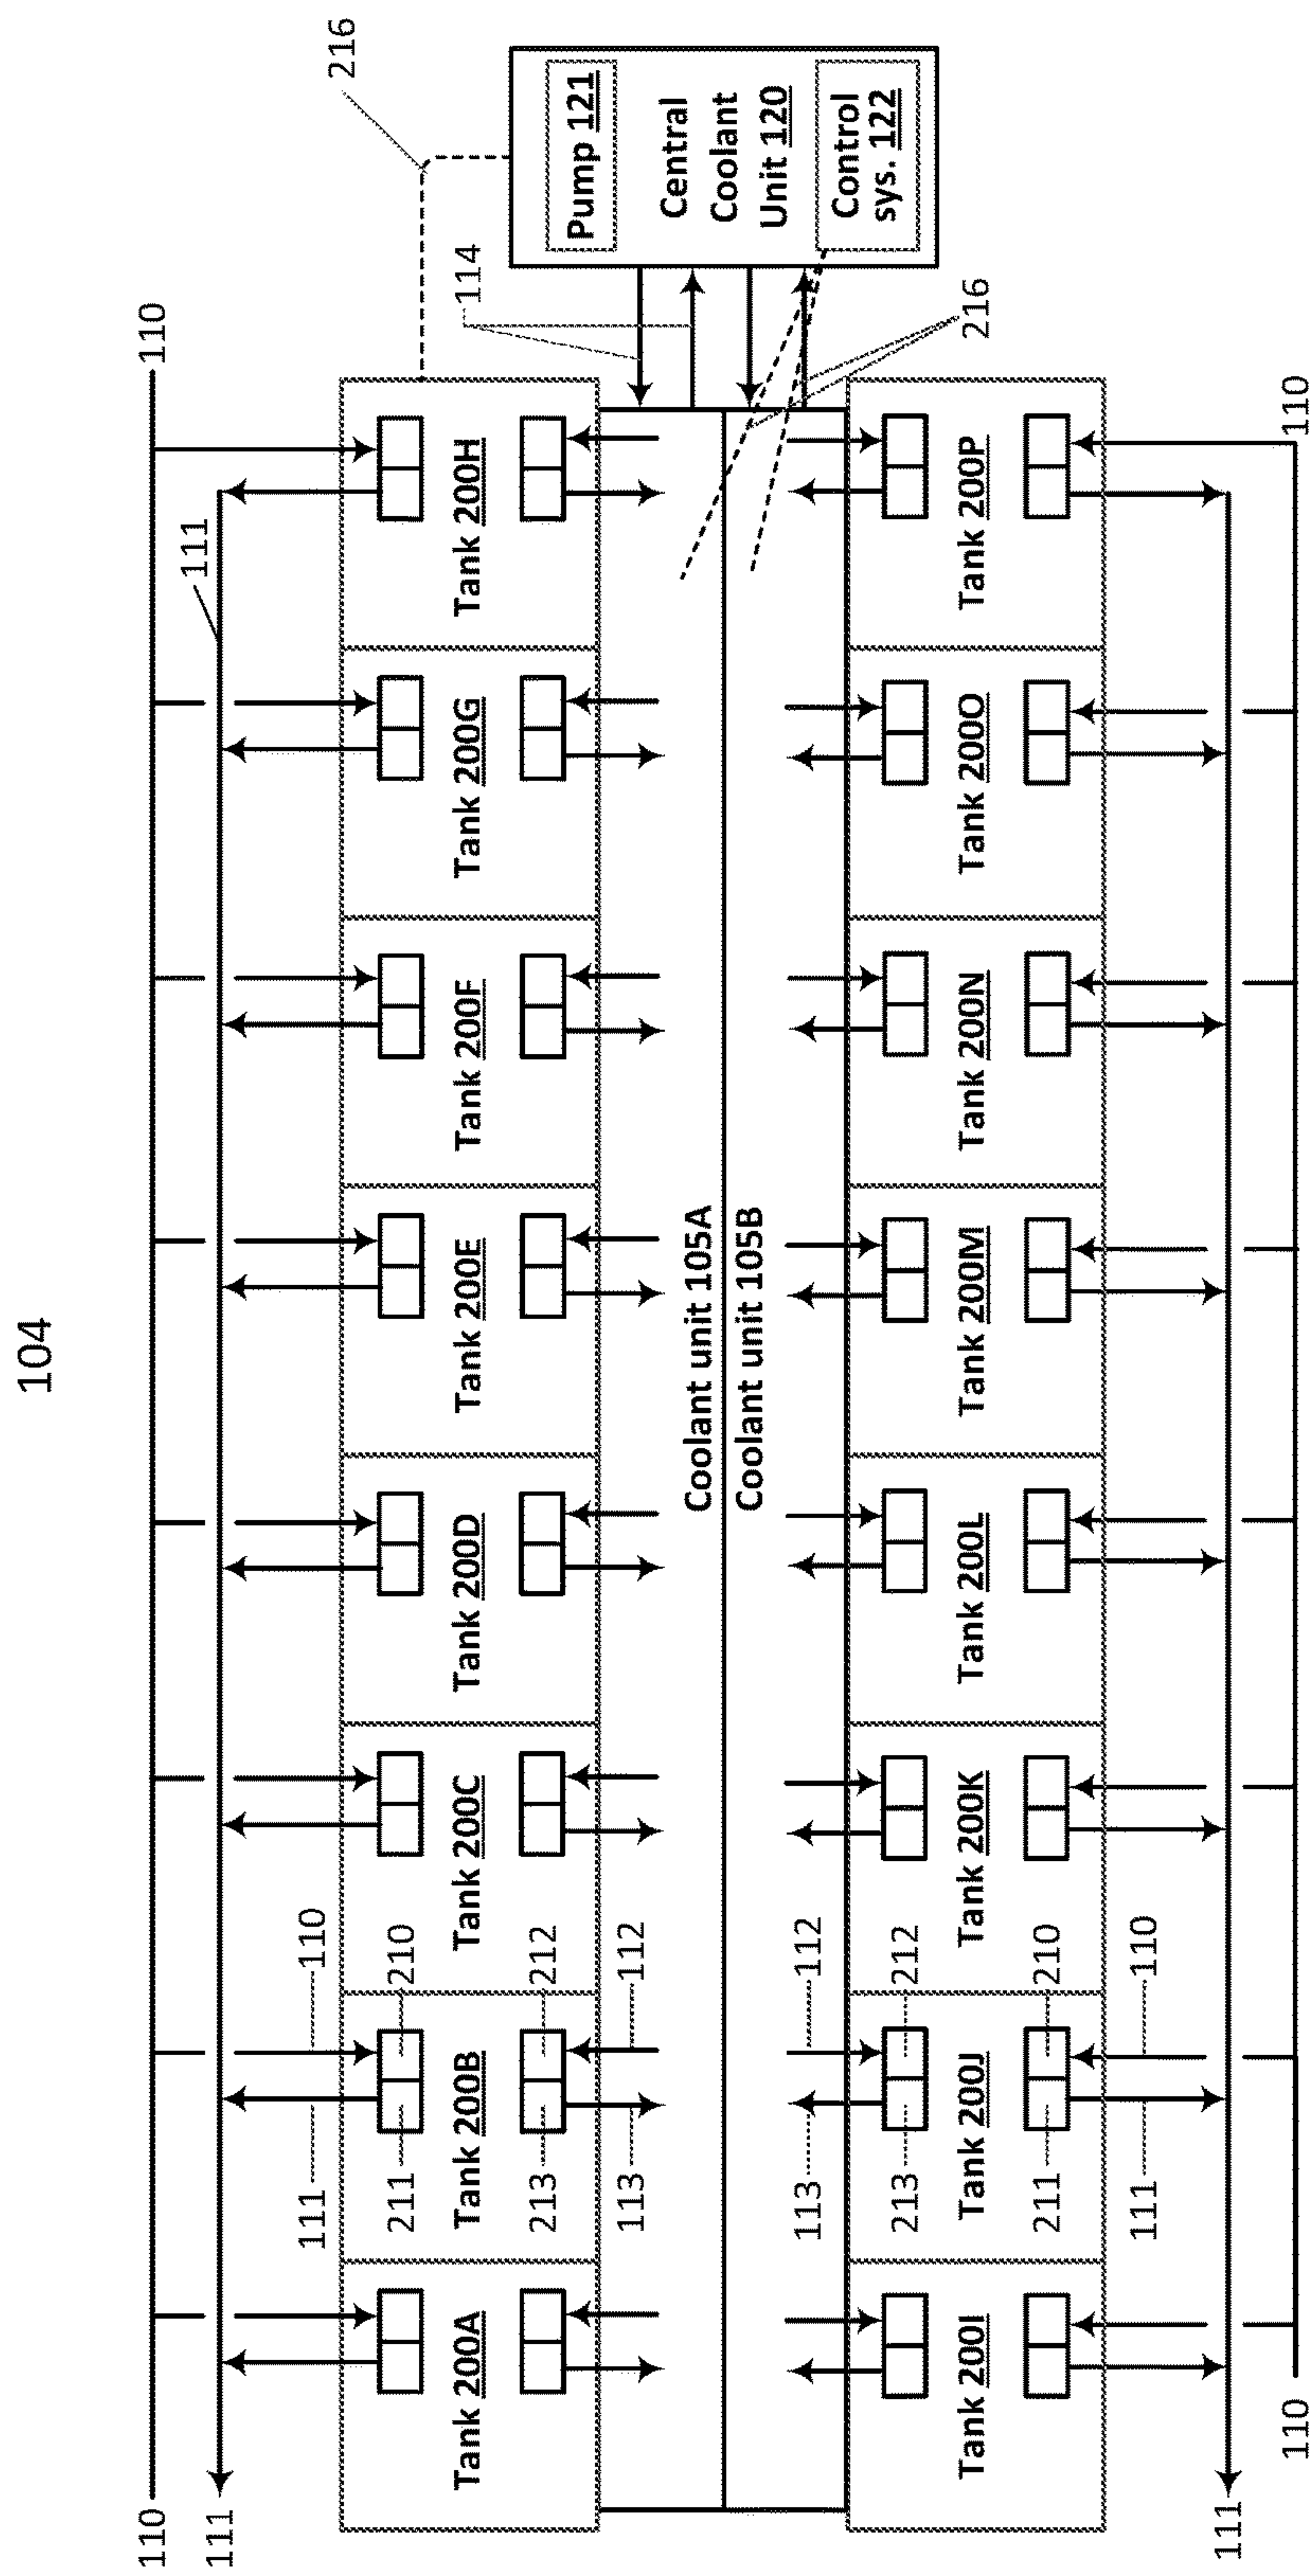 104
110
110
111
111
111
110
216
211
210
Tank 200A
Tank 200B
Tank 200C
Tank 200D
Tank 200E
Tank 200F
Tank 200G
Tank 200H
114
213
212
113
112
Pump 121
Central
Coolant
Unit 120
Control
sys. 122
Coolant unit 105A
Coolant unit 105B
113
112
213
212
Tank 200I
Tank 200J
Tank 200K
Tank 200L
Tank 200M
Tank 200N
Tank 200O
Tank 200P
216
211
210
111
110
111
110
110